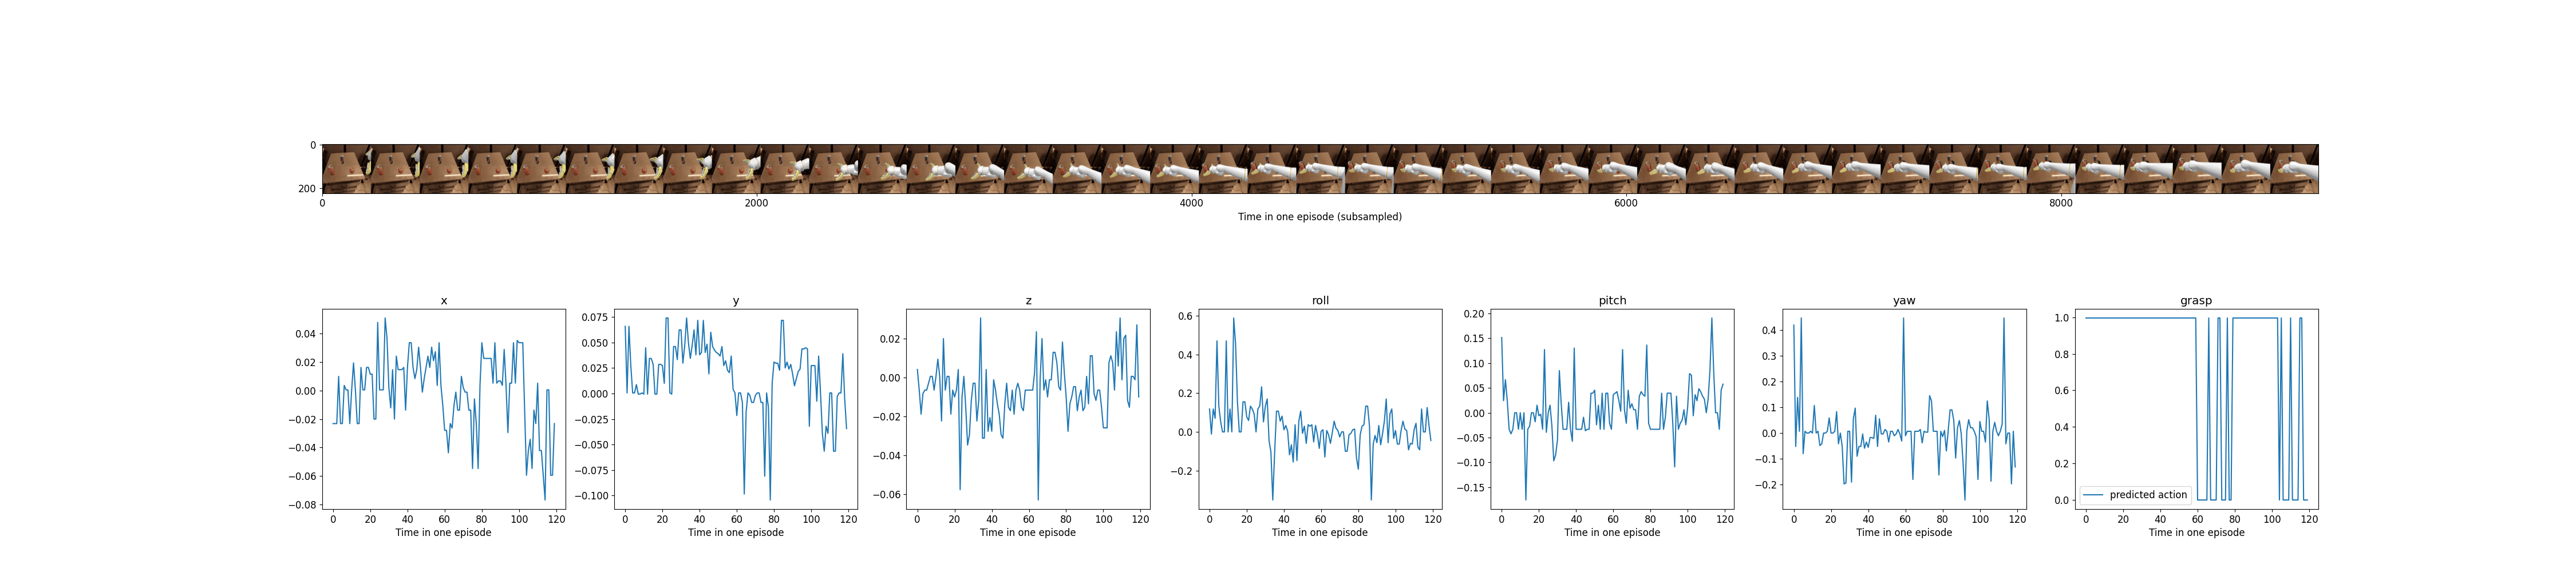 0
200
0 2000 4000 6000 8000
Time in one episode (subsampled)
x
0.04
0.02
0.00
−0.02
−0.04
−0.06
−0.08
0 20 40 60 80 100 120
Time in one episode
y
0.075
0.050
0.025
0.000
−0.025
−0.050
−0.075
−0.100
0 20 40 60 80 100 120
Time in one episode
z
0.02
0.00
−0.02
−0.04
−0.06
0 20 40 60 80 100 120
Time in one episode
roll
0.6
0.4
0.2
0.0
−0.2
0 20 40 60 80 100 120
Time in one episode
pitch
0.20
0.15
0.10
0.05
0.00
−0.05
−0.10
−0.15
0 20 40 60 80 100 120
Time in one episode
yaw
0.4
0.3
0.2
0.1
0.0
−0.1
−0.2
0 20 40 60 80 100 120
Time in one episode
grasp
1.0
0.8
0.6
0.4
0.2
0.0
predicted action
0 20 40 60 80 100 120
Time in one episode